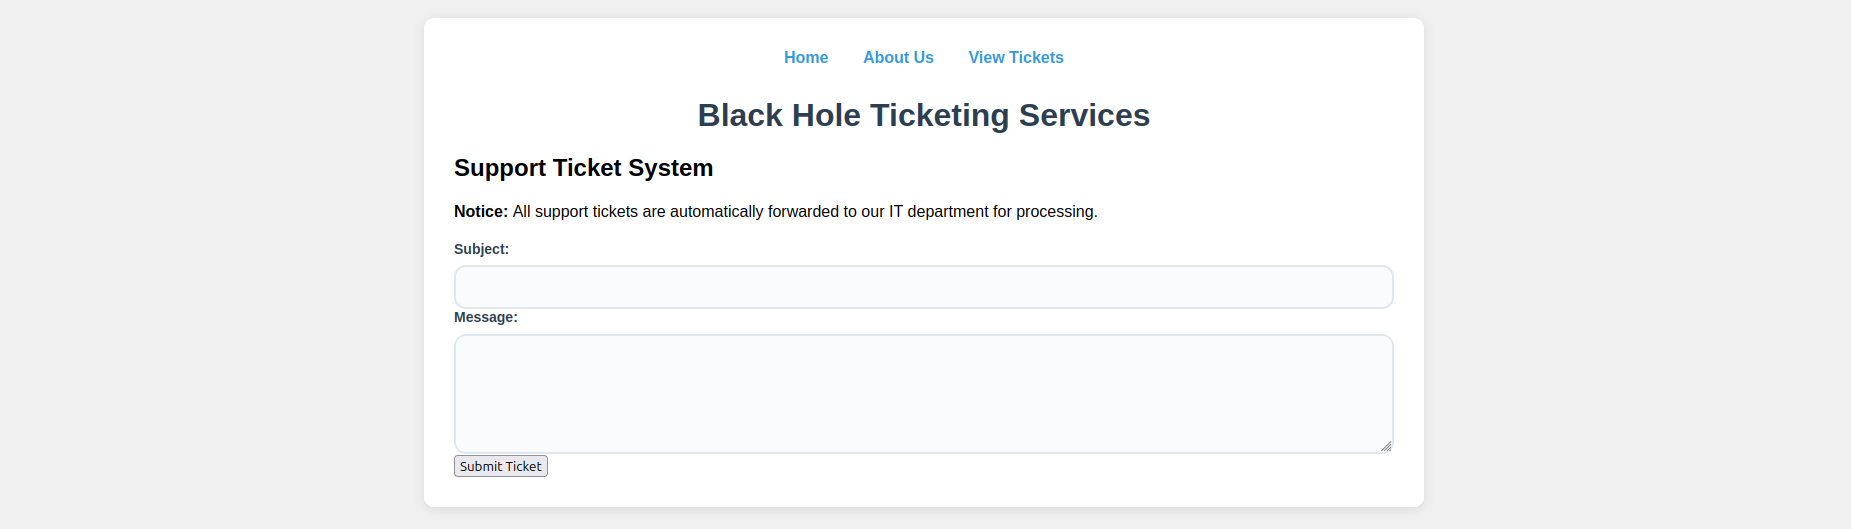 Home About Us View Tickets
Black Hole Ticketing Services
Support Ticket System
Notice: All support tickets are automatically forwarded to our IT department for processing.
Subject:
Message:
Submit Ticket